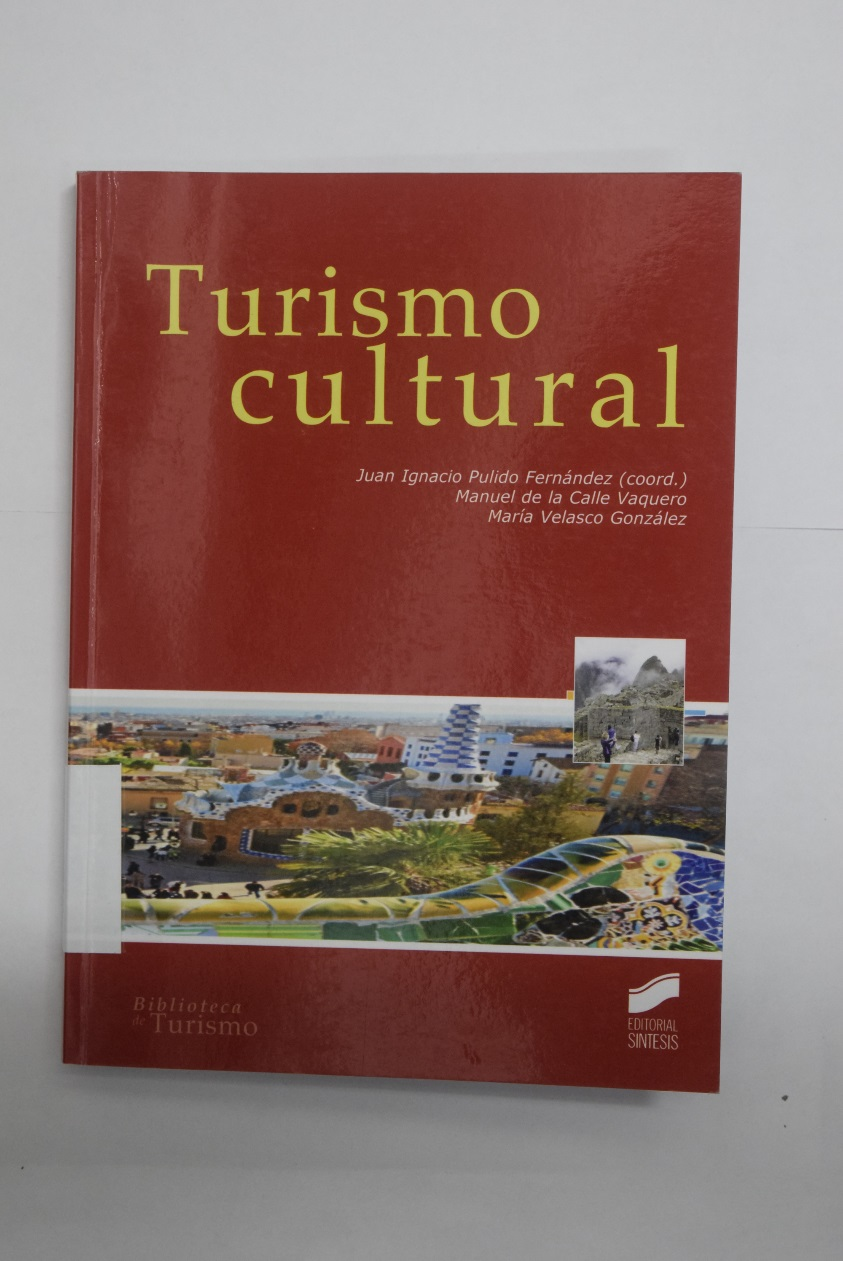 Turismo
cultural
Juan Ignacio Pulido Fernández (coord.)
Manuel de la Calle Vaquero
María Velasco González
Biblioteca
de Turismo
EDITORIAL
SINTESIS